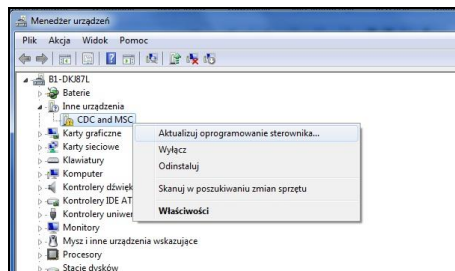 Menedżer urządzeń
Plik Akcja Widok Pomoc
B1-DKJ87L
Baterie
Inne urządzenia
CDC and MSC
Karty graficzne
Karty sieciowe
Klawiatury
Komputer
Kontrolery dźwięk
Kontrolery IDE AT
Kontrolery uniwer
Monitory
Mysz i inne urządzenia wskazujące
Procesory
Stacje dysków
Aktualizuj oprogramowanie sterownika...
Wyłącz
Odinstaluj
Skanuj w poszukiwaniu zmian sprzętu
Właściwości